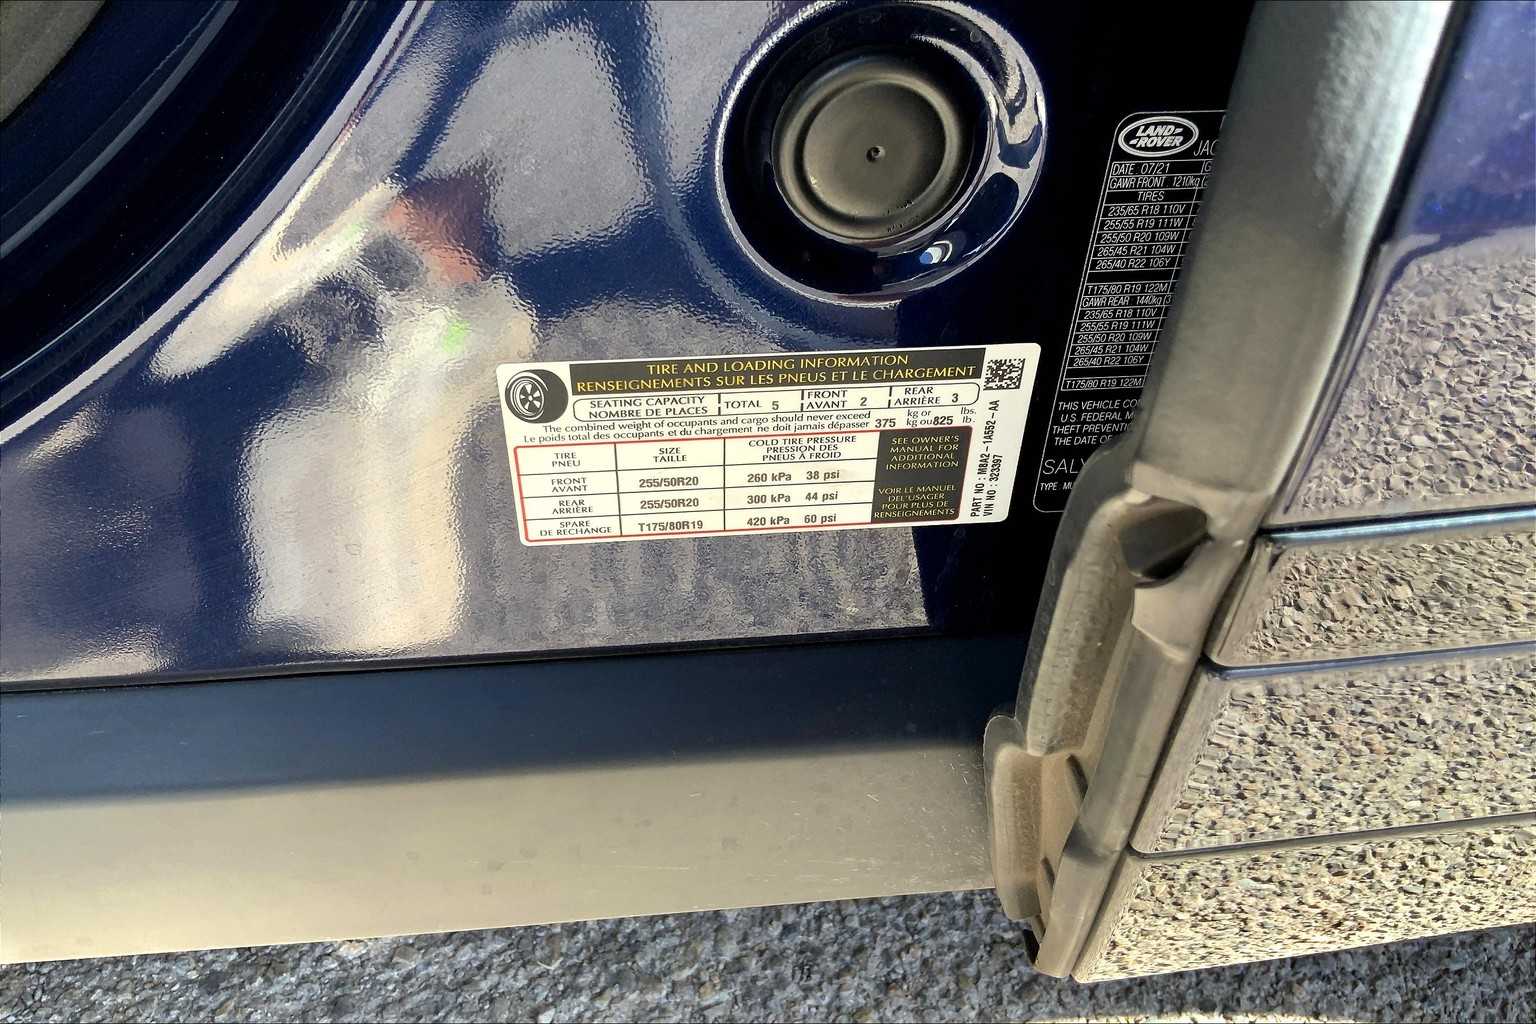 TIRE AND LOADING INFORMATION
RENSEIGNEMENTS SUR LES PNEUS ET LE CHARGEMENT
SEATING CAPACITY
NOMBRE DE PLACES
TOTAL 5
FRONT
AVANT 2
REAR
ARRIÈRE 3
The combined weight of occupants and cargo should never exceed 375 kg or 825 lbs.
Le poids total des occupants et du chargement ne doit jamais dépasser kg ou lb.
TIRE
PNEU
SIZE
TAILLE
COLD TIRE PRESSURE
PRESSION DES
PNEUS À FROID
FRONT
AVANT
255/50R20
260 kPa 38 psi
REAR
ARRIÈRE
255/50R20
300 kPa 44 psi
SPARE
DE RECHANGE
T175/80R19
420 kPa 60 psi
SEE OWNER'S
MANUAL FOR
ADDITIONAL
INFORMATION
VOIR LE MANUEL
DE L'USAGER
POUR PLUS DE
RENSEIGNEMENTS
PART NO : M8A2-1A552-AA
VIN NO : 323397
LAND-
-ROVER
DATE 07/21
GAWR FRONT 1210kg
TIRES
235/65 R18 110V
255/55 R19 111W
255/50 R20 109W
265/45 R21 104W
265/40 R22 106Y
T175/80 R19 122M
GAWR REAR 1440kg
235/65 R18 110V
255/55 R19 111W
255/50 R20 109W
265/45 R21 104W
265/40 R22 106Y
T175/80 R19 122M
THIS VEHICLE
U.S. FEDERAL
THEFT
THE DATE OF
SALV
TYPE